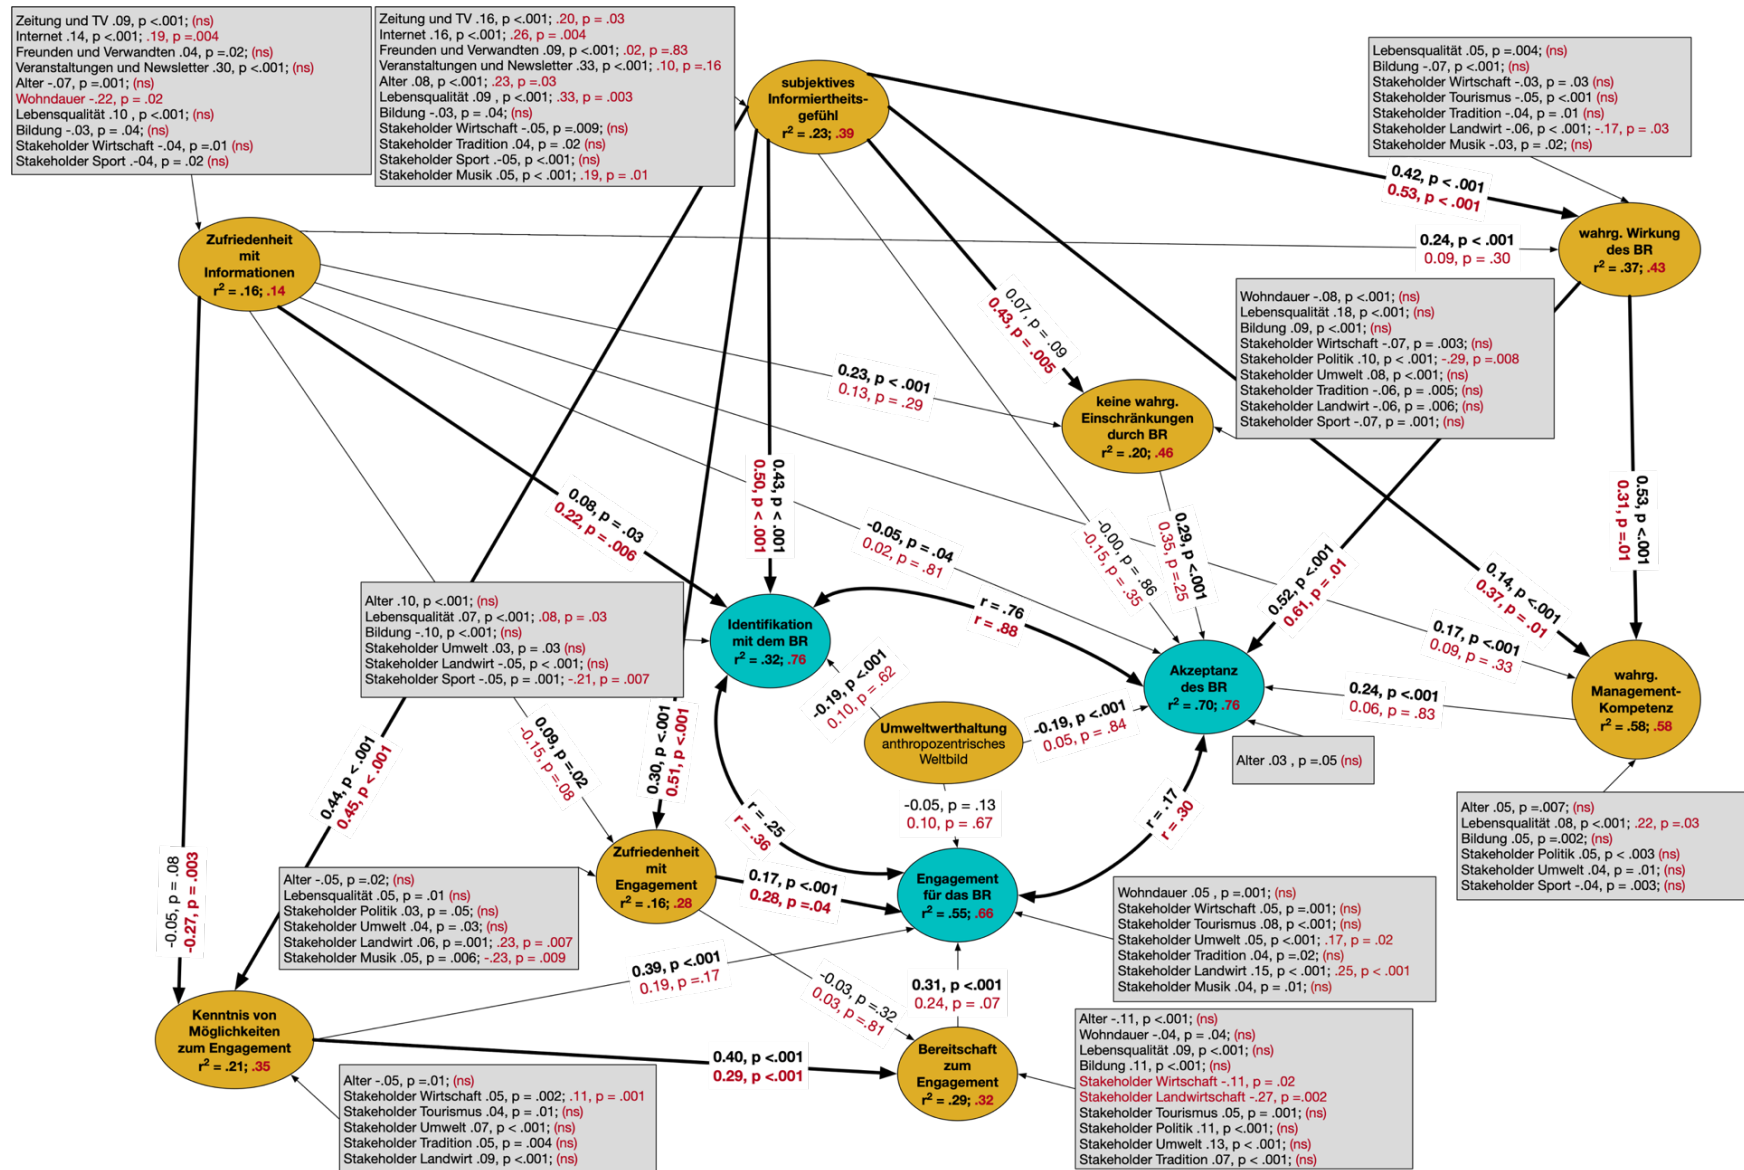 Zeitung und TV .09, p <.001; (ns)
Internet .14, p <.001; .19, p =.004
Freunden und Verwandten .04, p =.02; (ns)
Veranstaltungen und Newsletter .30, p <.001; (ns)
Alter -.07, p =.001; (ns)
Wohndauer -.22, p = .02
Lebensqualität .10 , p <.001; (ns)
Bildung -.03, p = .04; (ns)
Stakeholder Wirtschaft -.04, p =.01 (ns)
Stakeholder Sport .-04, p = .02 (ns)
Zeitung und TV .16, p <.001; .20, p = .03
Internet .16, p <.001; .26, p =.004
Freunden und Verwandten .09, p <.001; .02, p =.83
Veranstaltungen und Newsletter .33, p <.001; .10, p =.16
Alter .08, p <.001; .23, p =.03
Lebensqualität .09 , p <.001; .33, p =.003
Bildung -.03, p =.04; (ns)
Stakeholder Wirtschaft -.05, p =.009; (ns)
Stakeholder Tradition .04, p =.02 (ns)
Stakeholder Sport .-05, p <.001; (ns)
Stakeholder Musik .05, p <.001; .19, p =.01
subjektives
Informiertheits-
gefühl
r² = .23; .39
Lebensqualität .05, p =.004; (ns)
Bildung -.07, p <.001; (ns)
Stakeholder Wirtschaft -.03, p = .03 (ns)
Stakeholder Tourismus -.05, p <.001 (ns)
Stakeholder Tradition -.04, p =.01 (ns)
Stakeholder Landwirt -.06, p <.001; -.17, p =.03
Stakeholder Musik -.03, p =.02; (ns)
0.42, p <.001
0.53, p <.001
Zufriedenheit
mit
Informationen
r² = .16; .14
0.24, p <.001
0.09, p =.30
wahrg. Wirkung
des BR
r² = .37; .43
Wohndauer -.08, p <.001; (ns)
Lebensqualität .18, p <.001; (ns)
Bildung .09, p <.001; (ns)
Stakeholder Wirtschaft -.07, p =.003; (ns)
Stakeholder Politik .10, p <.001; -.29, p =.008
Stakeholder Umwelt .08, p <.001; (ns)
Stakeholder Tradition -.06, p =.005; (ns)
Stakeholder Landwirt -.06, p =.006; (ns)
Stakeholder Sport -.07, p =.001; (ns)
0.07, p =.09
0.43, p =.005
0.23, p <.001
0.13, p =.29
keine wahrg.
Einschränkungen
durch BR
r² = .20; .46
0.08, p =.03
0.22, p =.006
0.43, p <.001
0.50, p <.001
-0.05, p =.04
0.02, p =.81
-0.00, p =.86
-0.15, p =.35
0.29, p <.001
0.35, p =.25
0.52, p <.001
0.61, p =.01
0.53, p <.001
0.31, p =.01
0.14, p <.001
0.37, p =.01
0.17, p <.001
0.09, p =.33
Alter .10, p <.001; (ns)
Lebensqualität .07, p <.001; .08, p =.03
Bildung -.10, p <.001; (ns)
Stakeholder Umwelt .03, p =.03 (ns)
Stakeholder Landwirt -.05, p <.001; (ns)
Stakeholder Sport -.05, p =.001; -.21, p =.007
Identifikation
mit dem BR
r² = .32; .76
r = .76
r = .88
Akzeptanz
des BR
r² = .70; .76
wahrg.
Management-
Kompetenz
r² = .58; .58
-0.19, p <.001
0.10, p =.62
Umweltwerthaltung
anthropozentrisches
Weltbild
-0.19, p <.001
0.05, p =.84
0.24, p <.001
0.06, p =.83
Alter .03 , p =.05 (ns)
0.44, p <.001
0.45, p <.001
0.09, p =.02
-0.15, p =.08
0.30, p <.001
0.51, p <.001
-0.05, p =.13
0.10, p =.67
r = .17
r = .30
r = .25
r = .36
Alter .05, p =.007; (ns)
Lebensqualität .08, p <.001; .22, p =.03
Bildung .05, p =.002; (ns)
Stakeholder Politik .05, p <.003 (ns)
Stakeholder Umwelt .04, p =.01; (ns)
Stakeholder Sport -.04, p =.003; (ns)
-0.05, p =.08
-0.27, p =.003
Alter -.05, p =.02; (ns)
Lebensqualität .05, p =.01 (ns)
Stakeholder Politik .03, p =.05; (ns)
Stakeholder Umwelt .04, p =.03; (ns)
Stakeholder Landwirt .06, p =.001; .23, p =.007
Stakeholder Musik .05, p =.006; -.23, p =.009
Zufriedenheit
mit
Engagement
r² = .16; .28
0.17, p <.001
0.28, p =.04
Engagement
für das BR
r² = .55; .66
Wohndauer .05 , p =.001; (ns)
Stakeholder Wirtschaft .05, p =.001; (ns)
Stakeholder Tourismus .08, p <.001; (ns)
Stakeholder Umwelt .05, p <.001; .17, p =.02
Stakeholder Tradition .04, p =.02; (ns)
Stakeholder Landwirt .15, p <.001; .25, p <.001
Stakeholder Musik .04, p =.01; (ns)
0.39, p <.001
0.19, p =.17
-0.03, p =.32
0.03, p =.81
0.31, p <.001
0.24, p =.07
Kenntnis von
Möglichkeiten
zum Engagement
r² = .21; .35
0.40, p <.001
0.29, p <.001
Bereitschaft
zum
Engagement
r² = .29; .32
Alter -.11, p <.001; (ns)
Wohndauer -.04, p =.04; (ns)
Lebensqualität .09, p <.001; (ns)
Bildung .11, p <.001; (ns)
Stakeholder Wirtschaft -.11, p =.02
Stakeholder Landwirtschaft -.27, p =.002
Stakeholder Tourismus .05, p =.001; (ns)
Stakeholder Politik .11, p <.001; (ns)
Stakeholder Umwelt .13, p <.001; (ns)
Stakeholder Tradition .07, p <.001; (ns)
Alter -.05, p =.01; (ns)
Stakeholder Wirtschaft .05, p =.002; .11, p =.001
Stakeholder Tourismus .04, p =.01; (ns)
Stakeholder Umwelt .07, p <.001; (ns)
Stakeholder Tradition .05, p =.004 (ns)
Stakeholder Landwirt .09, p <.001; (ns)